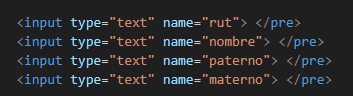 <input type="text" name="rut"> </pre>
<input type="text" name="nombre"> </pre>
<input type="text" name="paterno"> </pre>
<input type="text" name="materno"> </pre>